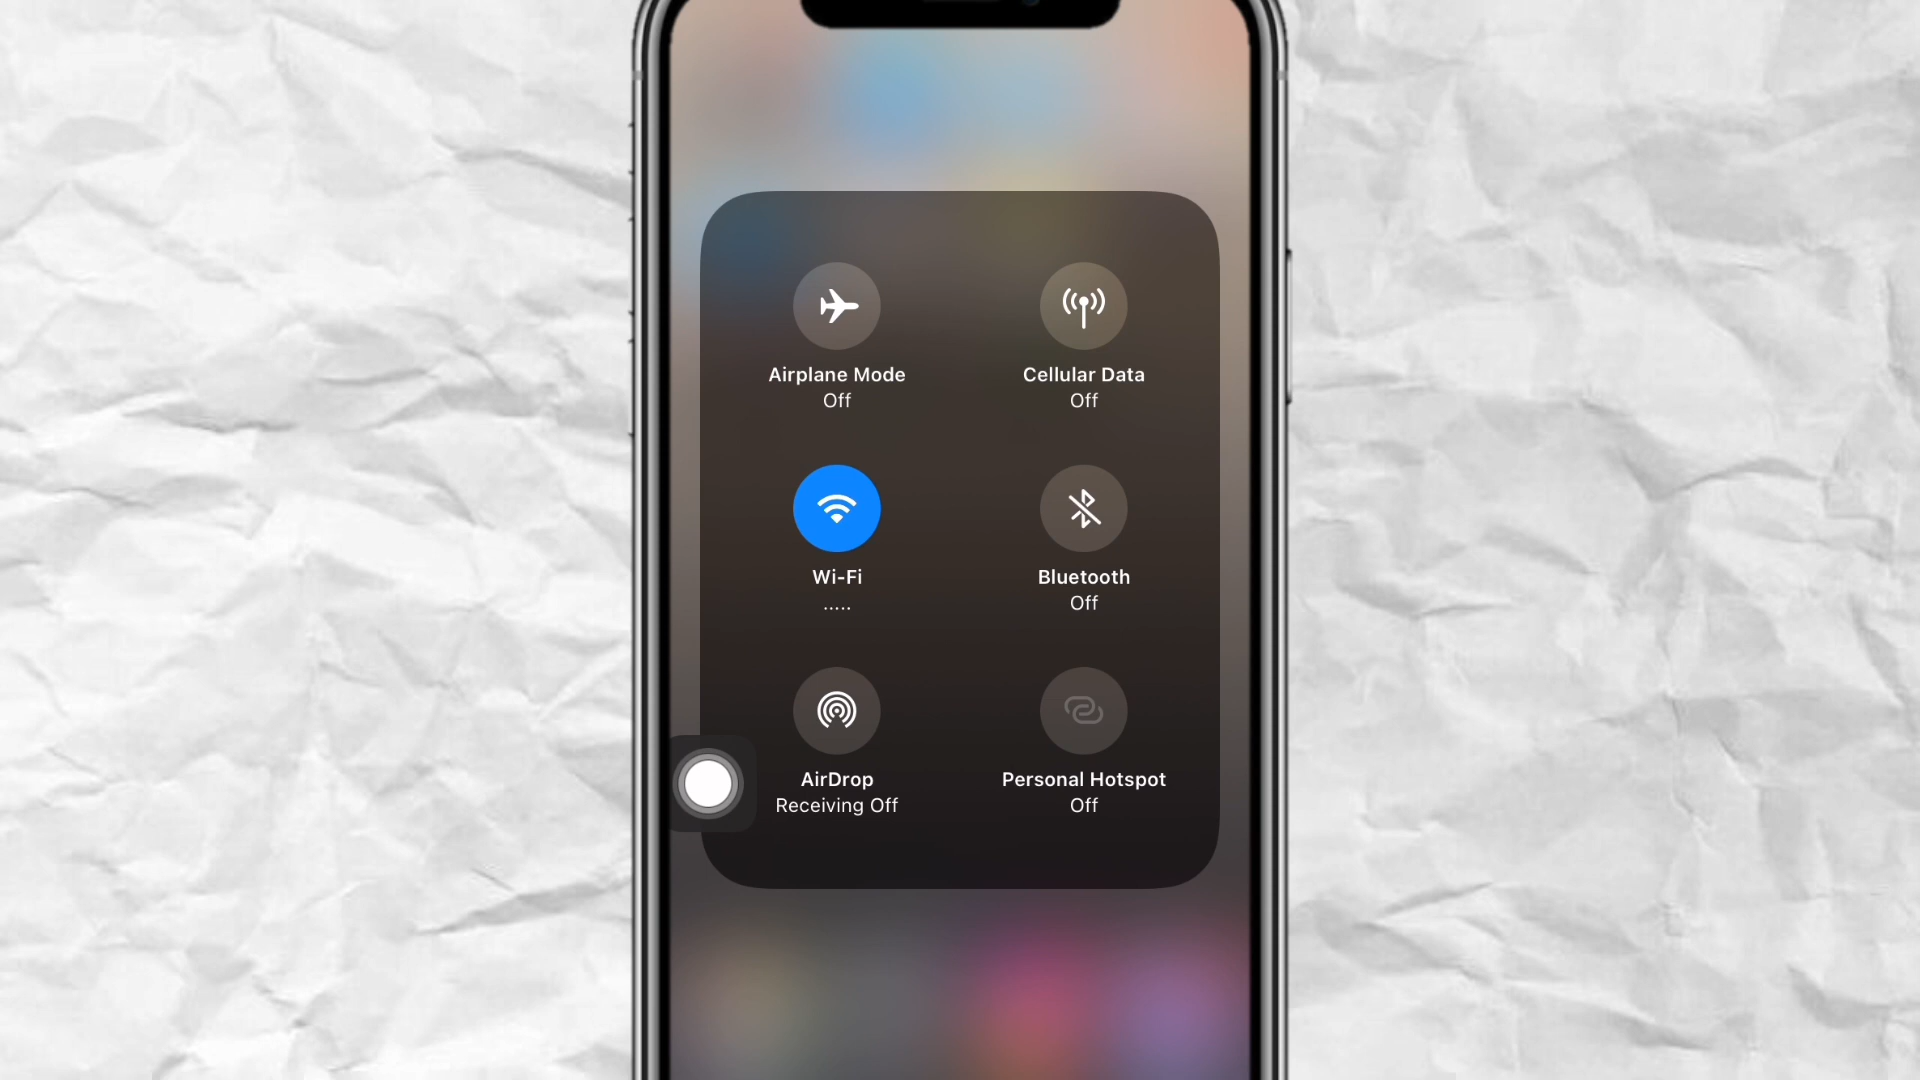 Airplane Mode
Off
Cellular Data
Off
Wi-Fi
.....
Bluetooth
Off
AirDrop
Receiving Off
Personal Hotspot
Off